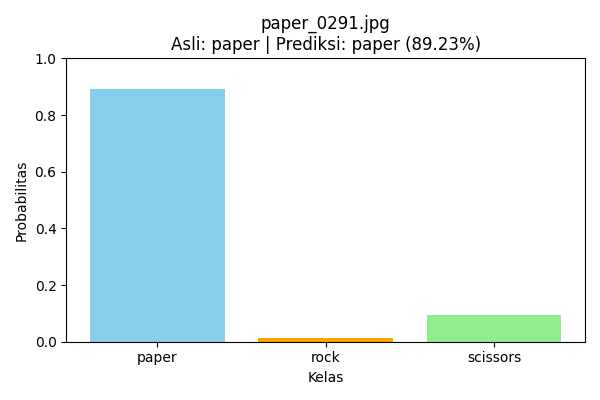 paper_0291.jpg
Asli: paper | Prediksi: paper (89.23%)
1.0
0.8
0.6
0.4
0.2
0.0
Probabilitas
paper rock scissors
Kelas